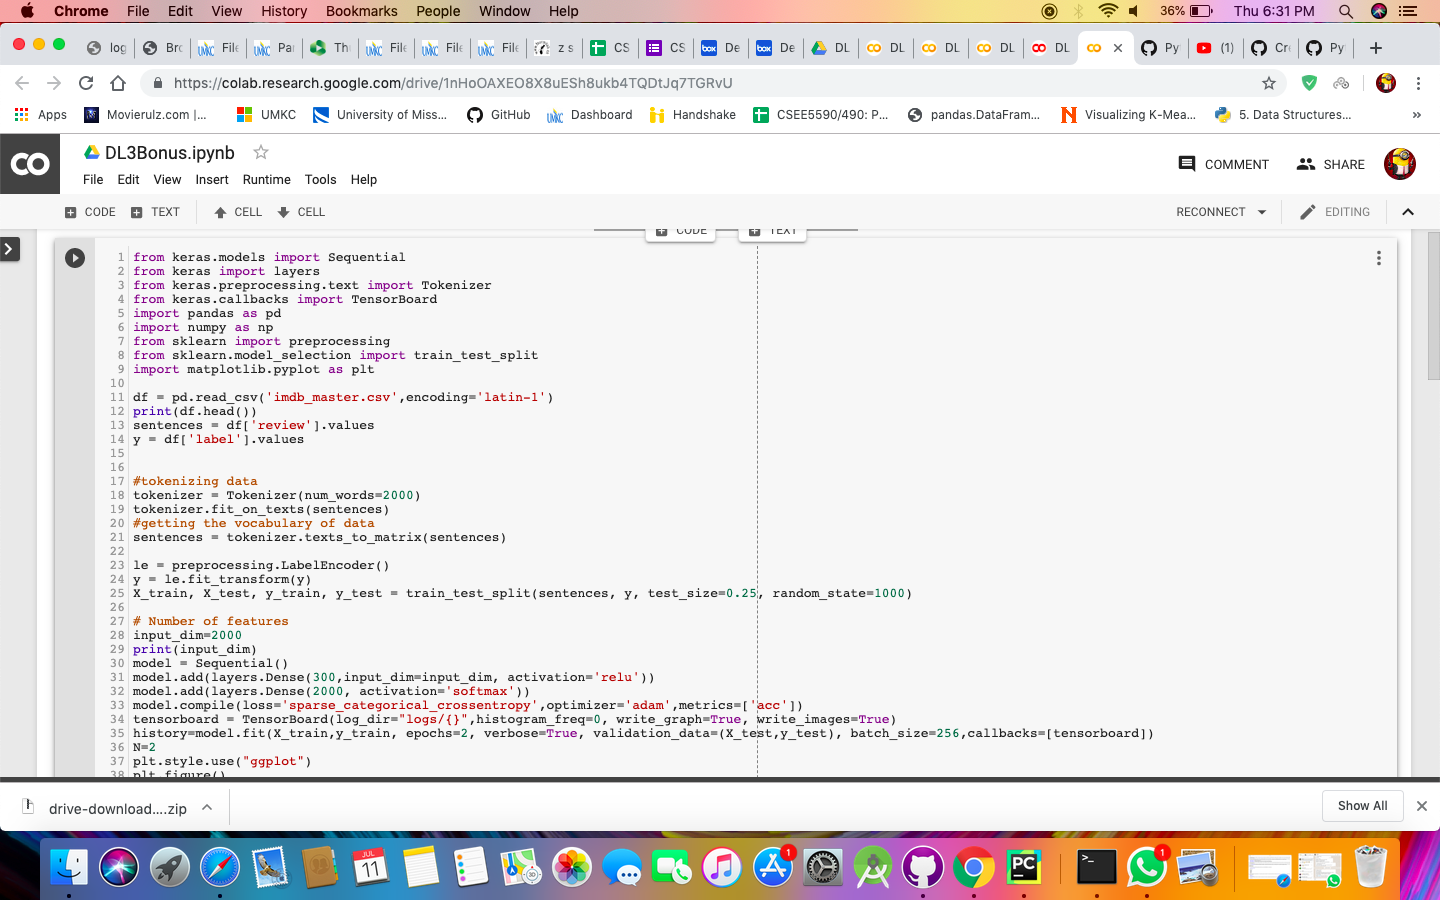 Chrome File Edit View History Bookmarks People Window Help 36% Thu 6:31 PM
log Bro File Pa Th File File File z s CS CS De De DL DL DL DL DL Py (1) Cr Py
https://colab.research.google.com/drive/1nHoOAXEO8X8uESh8ukb4TQDtJq7TGRvU
Apps Movierulz.com |... UMKC University of Miss... GitHub Dashboard Handshake CSEE5590/490: P... pandas.DataFram... Visualizing K-Mea... 5. Data Structures... »
DL3Bonus.ipynb
COMMENT SHARE
File Edit View Insert Runtime Tools Help
CODE TEXT CELL CELL RECONNECT EDITING
CODE TEXT
1 from keras.models import Sequential
2 from keras import layers
3 from keras.preprocessing.text import Tokenizer
4 from keras.callbacks import TensorBoard
5 import pandas as pd
6 import numpy as np
7 from sklearn import preprocessing
8 from sklearn.model_selection import train_test_split
9 import matplotlib.pyplot as plt
10
11 df = pd.read_csv('imdb_master.csv',encoding='latin-1')
12 print(df.head())
13 sentences = df['review'].values
14 y = df['label'].values
15
16
17 #tokenizing data
18 tokenizer = Tokenizer(num_words=2000)
19 tokenizer.fit_on_texts(sentences)
20 #getting the vocabulary of data
21 sentences = tokenizer.texts_to_matrix(sentences)
22
23 le = preprocessing.LabelEncoder()
24 y = le.fit_transform(y)
25 X_train, X_test, y_train, y_test = train_test_split(sentences, y, test_size=0.25, random_state=1000)
26
27 # Number of features
28 input_dim=2000
29 print(input_dim)
30 model = Sequential()
31 model.add(layers.Dense(300,input_dim=input_dim, activation='relu'))
32 model.add(layers.Dense(2000, activation='softmax'))
33 model.compile(loss='sparse_categorical_crossentropy',optimizer='adam',metrics=['acc'])
34 tensorboard = TensorBoard(log_dir="logs/{}",histogram_freq=0, write_graph=True, write_images=True)
35 history=model.fit(X_train,y_train, epochs=2, verbose=True, validation_data=(X_test,y_test), batch_size=256,callbacks=[tensorboard])
36 N=2
37 plt.style.use("ggplot")
38 plt.figure()
drive-download....zip Show All
JUL
11
1
PC
>_
1